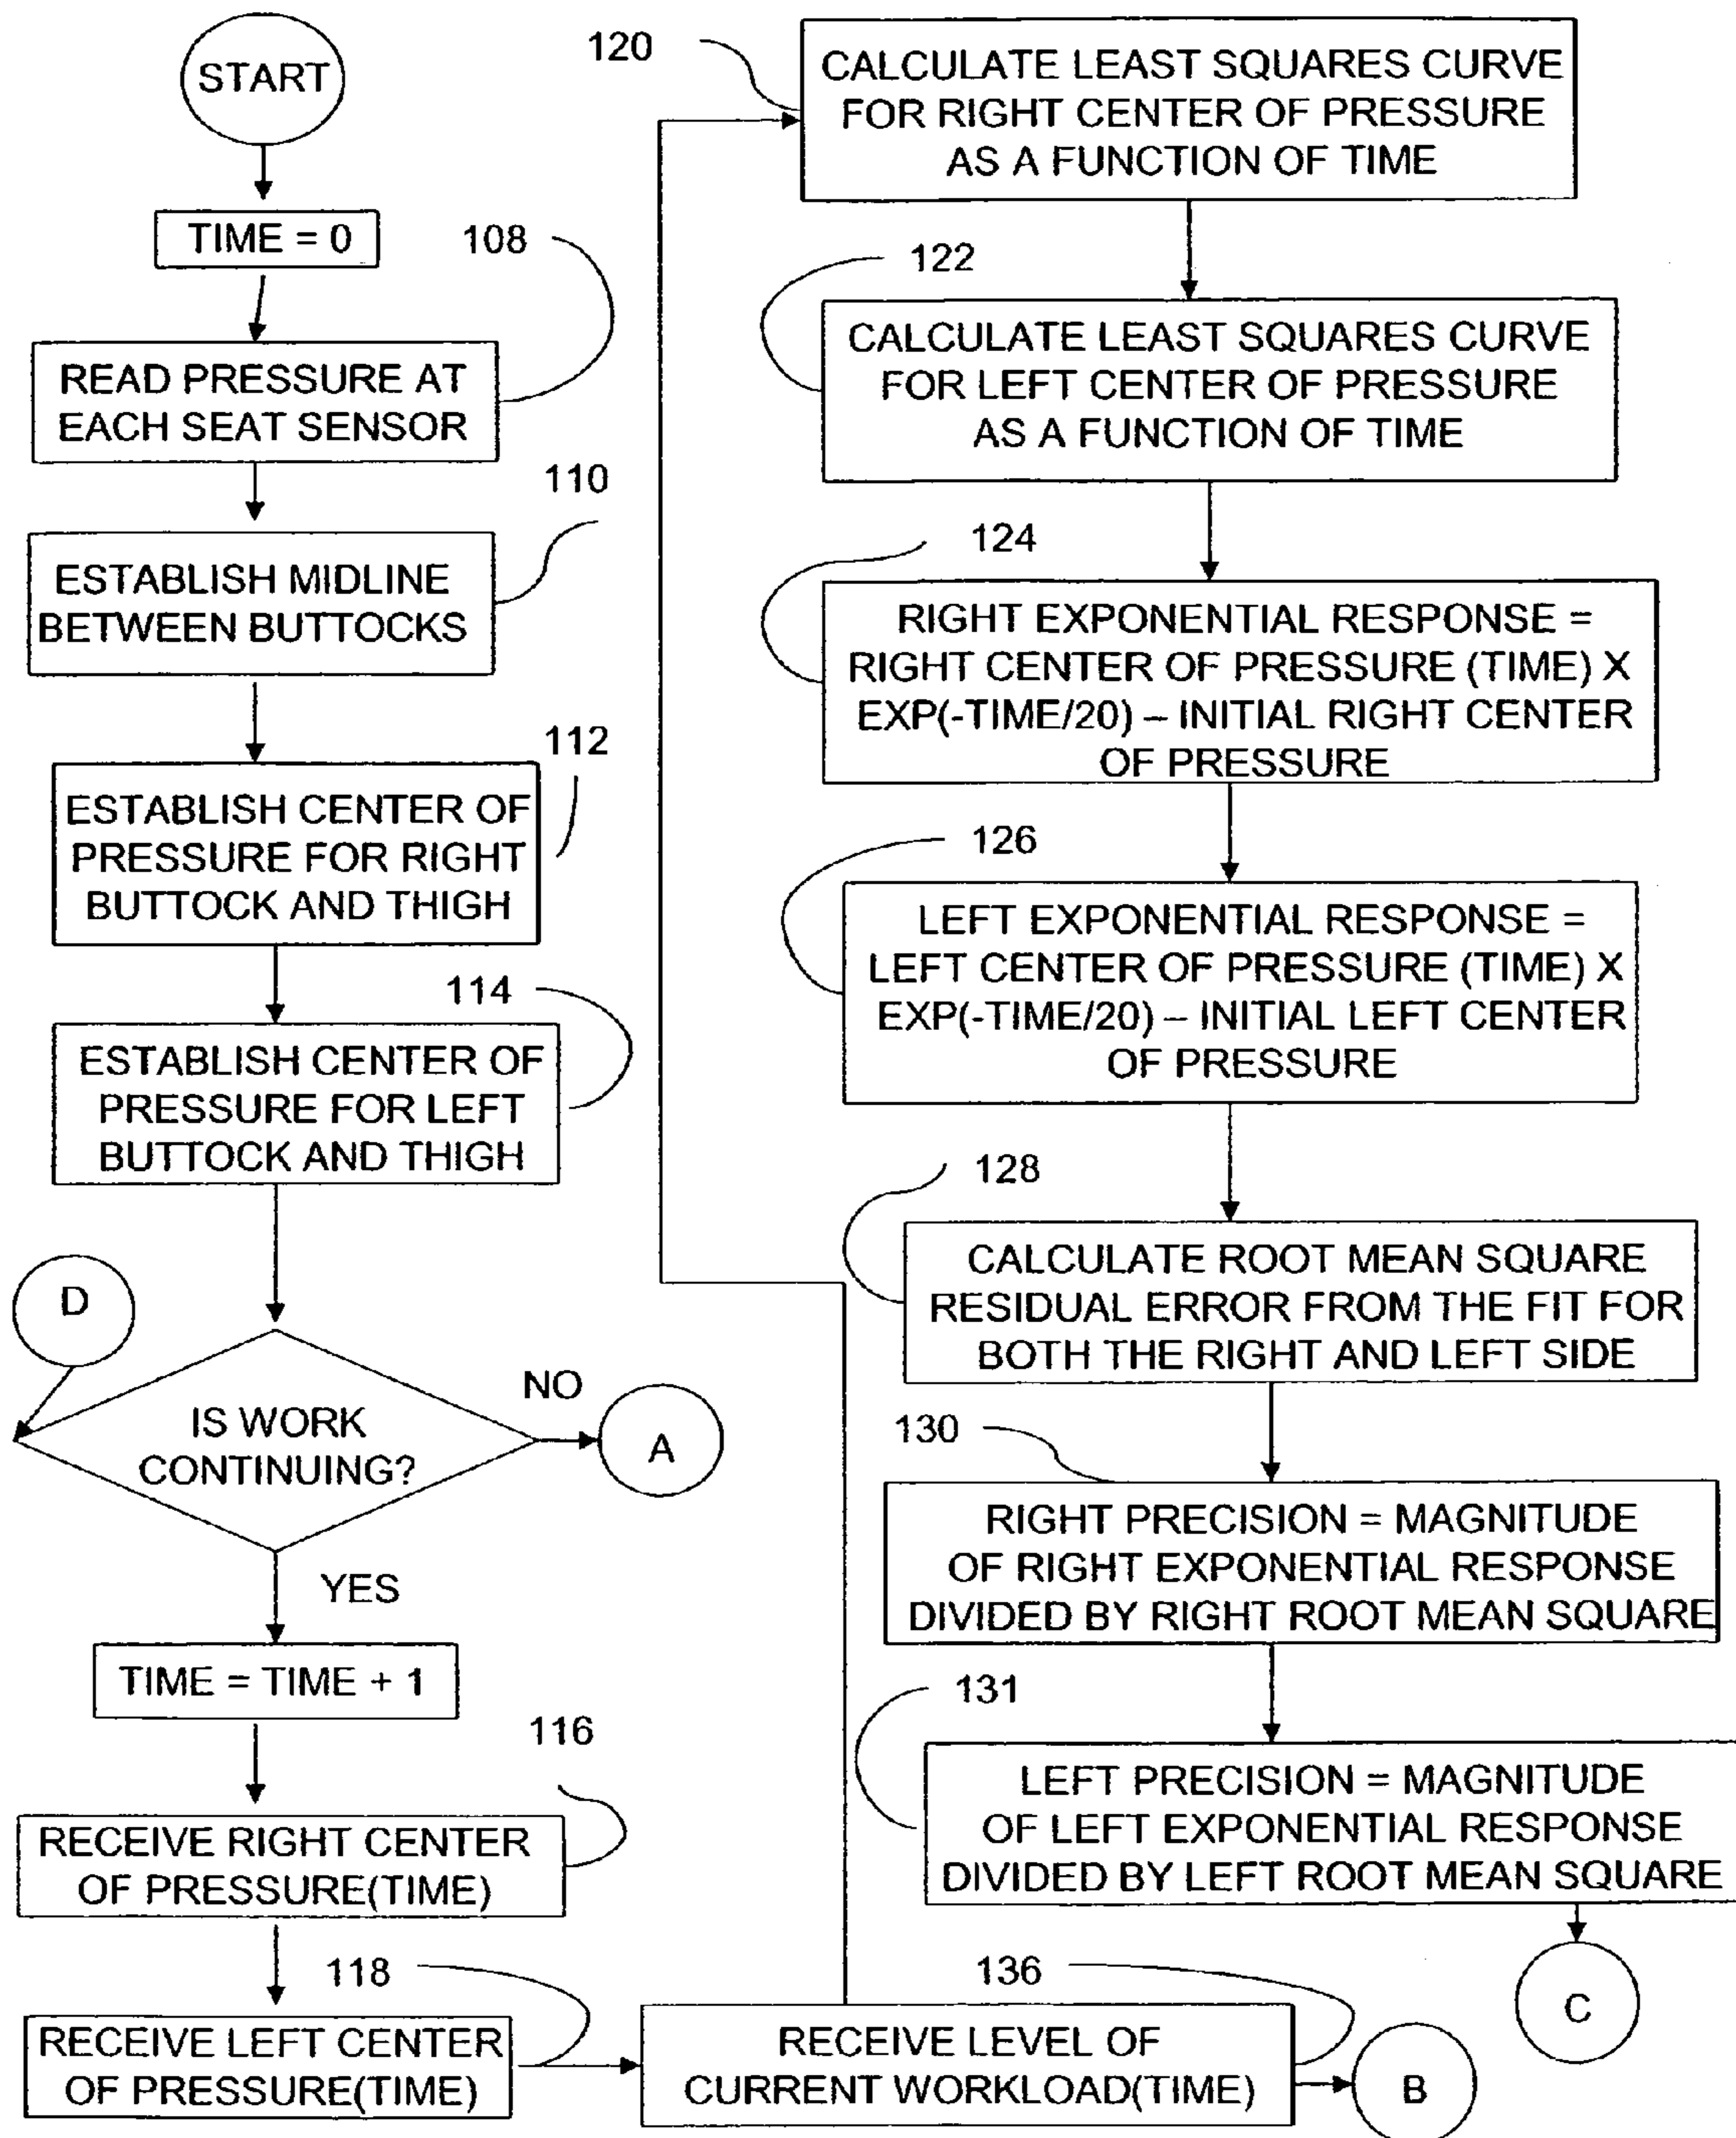 START
TIME = 0
108
READ PRESSURE AT
EACH SEAT SENSOR
110
ESTABLISH MIDLINE
BETWEEN BUTTOCKS
112
ESTABLISH CENTER OF
PRESSURE FOR RIGHT
BUTTOCK AND THIGH
114
ESTABLISH CENTER OF
PRESSURE FOR LEFT
BUTTOCK AND THIGH
D
IS WORK
CONTINUING?
NO
A
YES
TIME = TIME + 1
116
RECEIVE RIGHT CENTER
OF PRESSURE(TIME)
118
RECEIVE LEFT CENTER
OF PRESSURE(TIME)
136
RECEIVE LEVEL OF
CURRENT WORKLOAD(TIME)
B
120
CALCULATE LEAST SQUARES CURVE
FOR RIGHT CENTER OF PRESSURE
AS A FUNCTION OF TIME
122
CALCULATE LEAST SQUARES CURVE
FOR LEFT CENTER OF PRESSURE
AS A FUNCTION OF TIME
124
RIGHT EXPONENTIAL RESPONSE =
RIGHT CENTER OF PRESSURE (TIME) X
EXP(-TIME/20) – INITIAL RIGHT CENTER
OF PRESSURE
126
LEFT EXPONENTIAL RESPONSE =
LEFT CENTER OF PRESSURE (TIME) X
EXP(-TIME/20) – INITIAL LEFT CENTER
OF PRESSURE
128
CALCULATE ROOT MEAN SQUARE
RESIDUAL ERROR FROM THE FIT FOR
BOTH THE RIGHT AND LEFT SIDE
130
RIGHT PRECISION = MAGNITUDE
OF RIGHT EXPONENTIAL RESPONSE
DIVIDED BY RIGHT ROOT MEAN SQUARE
131
LEFT PRECISION = MAGNITUDE
OF LEFT EXPONENTIAL RESPONSE
DIVIDED BY LEFT ROOT MEAN SQUARE
C